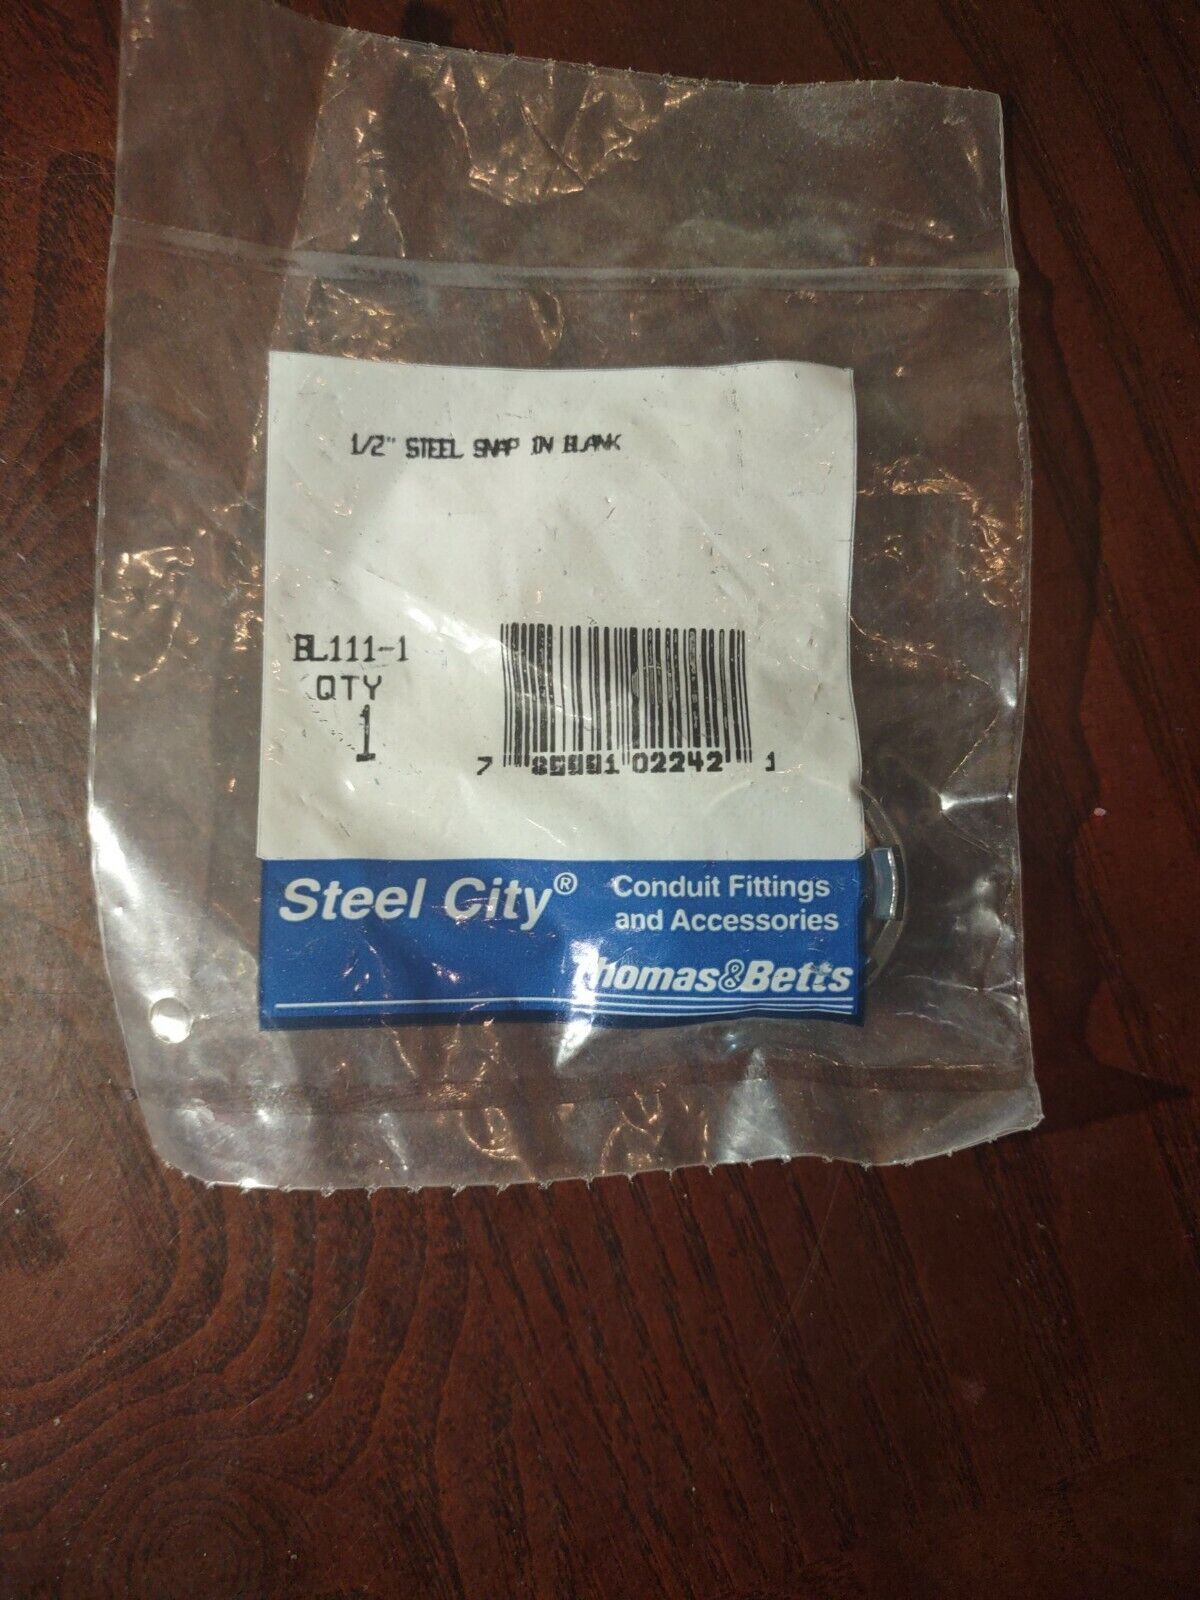 1/2" STEEL SNAP IN BLANK
BL111-1
QTY
1
7 85991 02242 1
Steel City® Conduit Fittings
and Accessories
Thomas&Betts